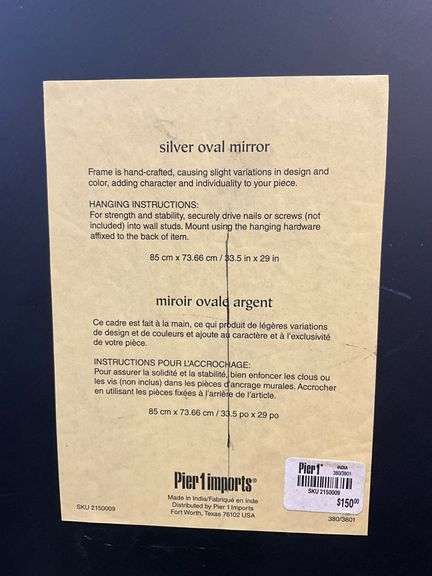 silver oval mirror
Frame is hand-crafted, causing slight variations in design and
color, adding character and individuality to your piece.
HANGING INSTRUCTIONS:
For strength and stability, securely drive nails or screws (not
included) into wall studs. Mount using the hanging hardware
affixed to the back of item.
85 cm x 73.66 cm / 33.5 in x 29 in
miroir ovale argent
Ce cadre est fait à la main, ce qui produit de légères variations
de design et de couleurs et ajoute au caractère et à l'exclusivité
de votre pièce.
INSTRUCTIONS POUR L'ACCROCHAGE:
Pour assurer la solidité et la stabilité, bien enfoncer les clous ou
les vis (non inclus) dans les pièces d'ancrage murales. Accrocher
en utilisant les pièces fixées à l'arrière de l'article.
85 cm x 73.66 cm / 33.5 po x 29 po
Pier 1 imports®
Made in India/Fabriqué en Inde
Distributed by Pier 1 Imports
Fort Worth, Texas 76102 USA
SKU 2150009
380/3801
Pier 1®
INDIA
380/3801
SKU 2150009
$150.00